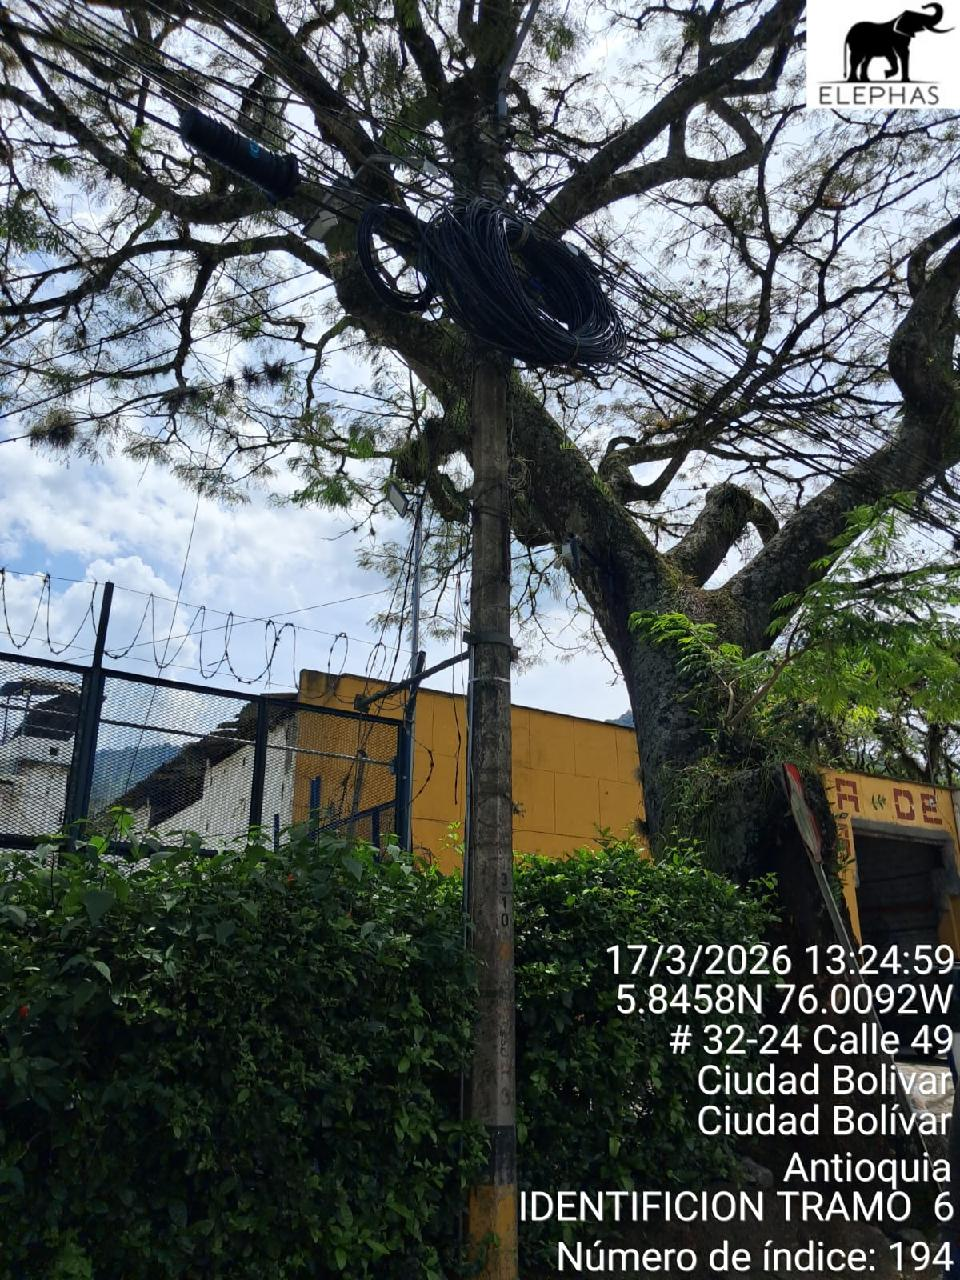 ELEPHAS
A DE
310
17/3/2026 13:24:59
5.8458N 76.0092W
# 32-24 Calle 49
Ciudad Bolivar
Ciudad Bolívar
Antioquia
IDENTIFICION TRAMO 6
Número de índice: 194